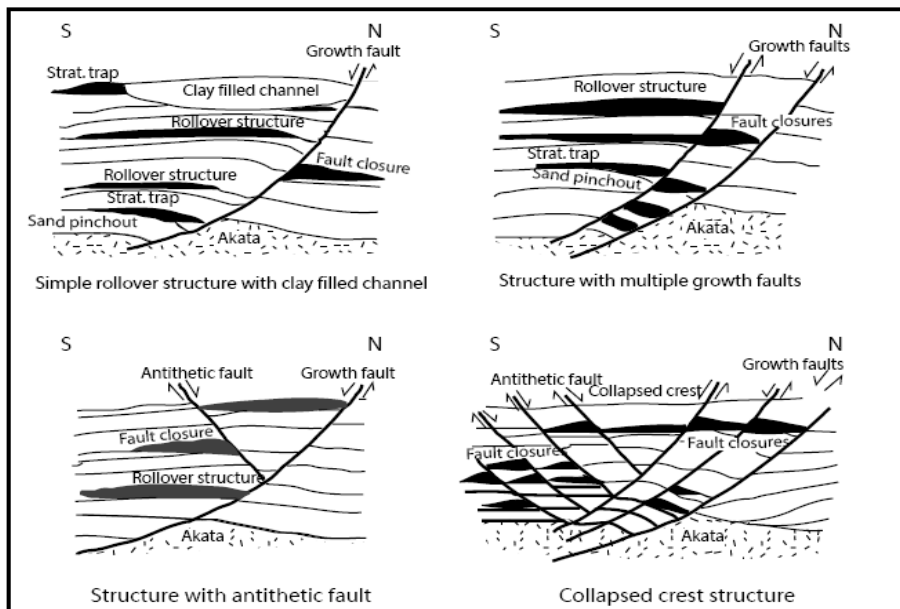 S N
Growth fault
Strat. trap
Clay filled channel
Rollover structure
Fault closure
Rollover structure
Strat. trap
Sand pinchout
Akata
Simple rollover structure with clay filled channel
S N
Growth faults
Rollover structure
Fault closures
Strat. trap
Sand pinchout
Akata
Structure with multiple growth faults
S N
Antithetic fault Growth fault
Fault closure
Rollover structure
Akata
Structure with antithetic fault
S N
Growth faults
Antithetic fault
Collapsed crest
Fault closures
Fault closures
Akata
Collapsed crest structure